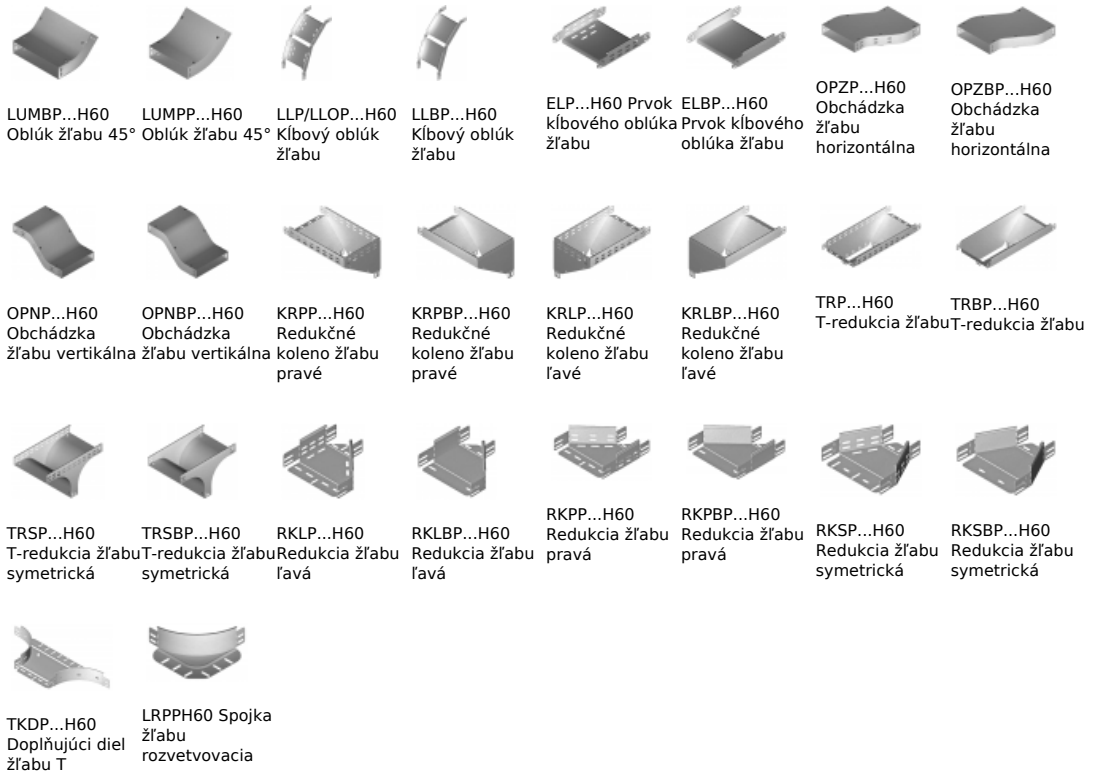 LUMBP...H60
Oblúk žľabu 45°
LUMPP...H60
Oblúk žľabu 45°
LLP/LLOP...H60
Kĺbový oblúk
žľabu
LLBP...H60
Kĺbový oblúk
žľabu
ELP...H60 Prvok
kĺbového oblúka
žľabu
ELBP...H60
Prvok kĺbového
oblúka žľabu
OPZP...H60
Obchádzka
žľabu
horizontálna
OPZBP...H60
Obchádzka
žľabu
horizontálna
OPNP...H60
Obchádzka
žľabu vertikálna
OPNBP...H60
Obchádzka
žľabu vertikálna
KRPP...H60
Redukčné
koleno žľabu
pravé
KRPBP...H60
Redukčné
koleno žľabu
pravé
KRLP...H60
Redukčné
koleno žľabu
ľavé
KRLBP...H60
Redukčné
koleno žľabu
ľavé
TRP...H60
T-redukcia žľabu
TRBP...H60
T-redukcia žľabu
TRSP...H60
T-redukcia žľabu
symetrická
TRSBP...H60
T-redukcia žľabu
symetrická
RKLP...H60
Redukcia žľabu
ľavá
RKLBP...H60
Redukcia žľabu
ľavá
RKPP...H60
Redukcia žľabu
pravá
RKPBP...H60
Redukcia žľabu
pravá
RKSP...H60
Redukcia žľabu
symetrická
RKSBP...H60
Redukcia žľabu
symetrická
TKDP...H60
Doplňujúci diel
žľabu T
LRPPH60 Spojka
žľabu
rozvetvovacia